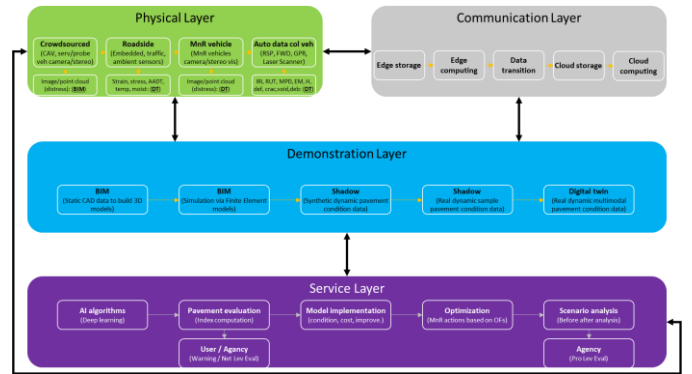 Physical Layer
Crowdsourced
(CAV, serv/probe
veh camera/stereo)
Roadside
(Embedded, traffic,
ambient sensors)
MnR vehicle
(MnR vehicles
camera/stereo vis)
Auto data col veh
(RSP, FWD, GPR,
Laser Scanner)
Image/point cloud
(distress): (BIM)
Strain, stress, AADT,
temp, moist: (DT)
Image/point cloud
(distress): (DT)
IRI, RUT, MPD, EM, H,
def, crac,void,deb: (DT)
Communication Layer
Edge storage
Edge
computing
Data
transition
Cloud storage
Cloud
computing
Demonstration Layer
BIM
(Static CAD data to build 3D
models)
BIM
(Simulation via Finite Element
models)
Shadow
(Synthetic dynamic pavement
condition data)
Shadow
(Real dynamic sample
pavement condition data)
Digital twin
(Real dynamic multimodal
pavement condition data)
Service Layer
AI algorithms
(Deep learning)
Pavement evaluation
(Index computation)
Model implementation
(condition, cost, improve.)
Optimization
(MnR actions based on OFs)
Scenario analysis
(Before after analysis)
User / Agancy
(Warning / Net Lev Eval)
Agency
(Pro Lev Eval)